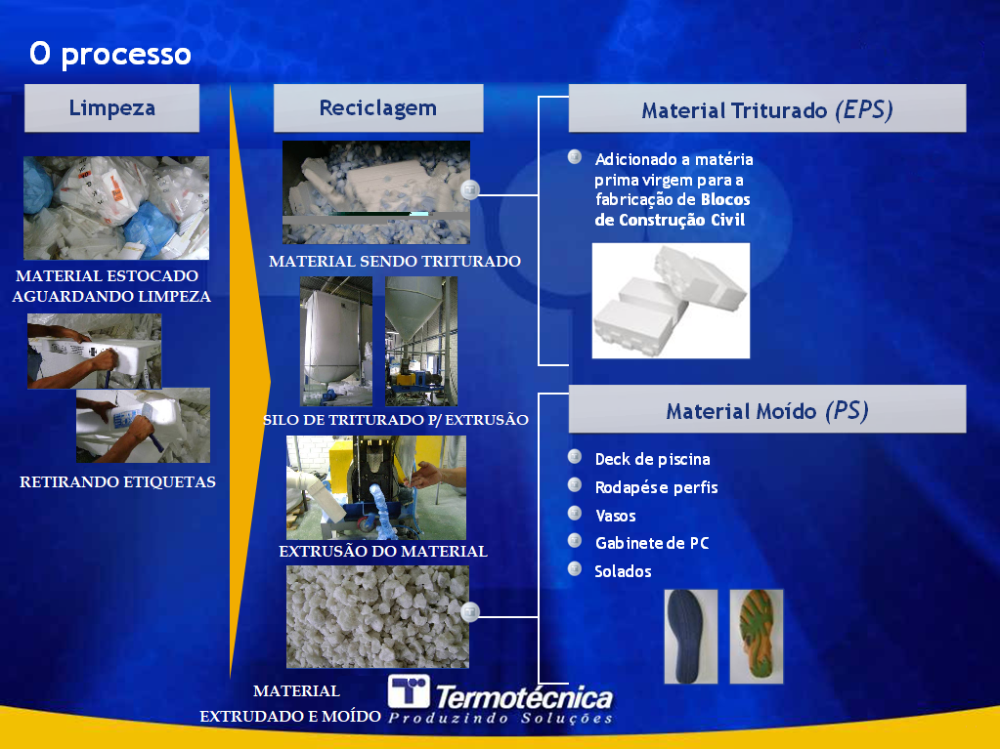 O processo
Limpeza
MATERIAL ESTOCADO
AGUARDANDO LIMPEZA
RETIRANDO ETIQUETAS
Reciclagem
MATERIAL SENDO TRITURADO
SILO DE TRITURADO P/ EXTRUSÃO
EXTRUSÃO DO MATERIAL
MATERIAL
EXTRUDADO E MOÍDO
Material Triturado (EPS)
Adicionado a matéria
prima virgem para a
fabricação de Blocos
de Construção Civil
Material Moído (PS)
Deck de piscina
Rodapés e perfis
Vasos
Gabinete de PC
Solados
Termotécnica
Produzindo Soluções